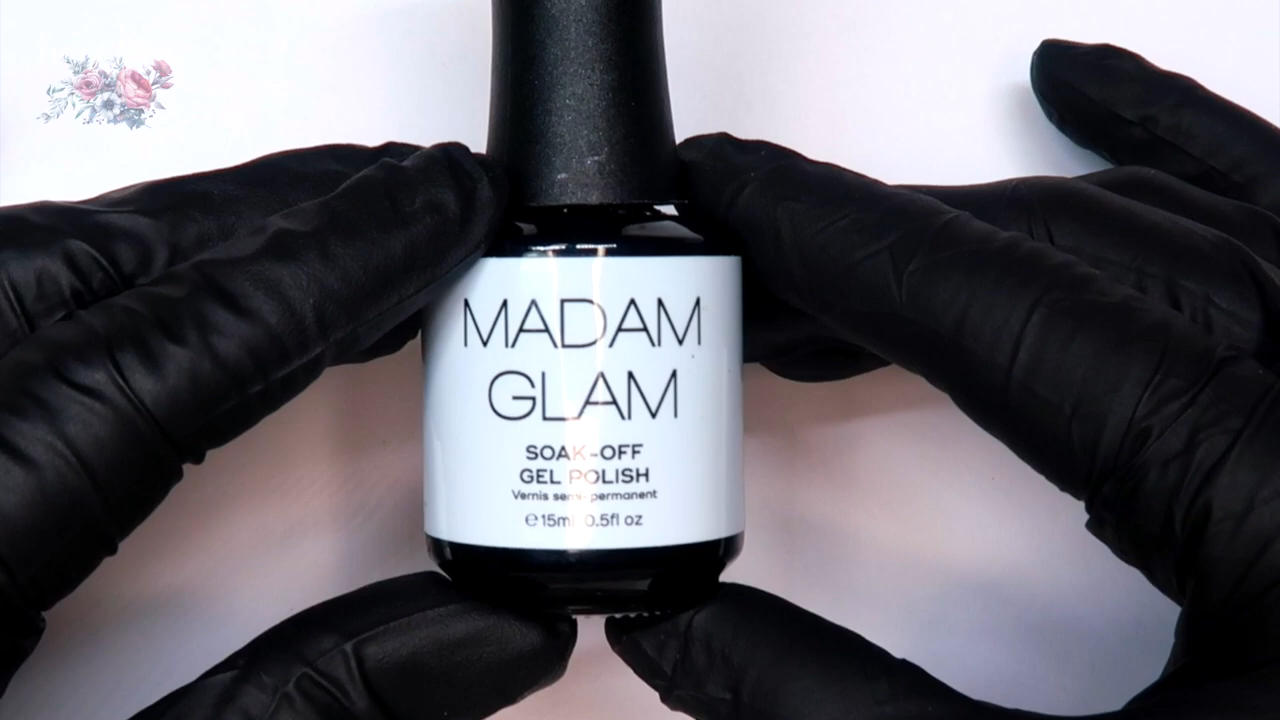 MADAM
GLAM
SOAK-OFF
GEL POLISH
Vernis semi-permanent
℮ 15ml 0.5fl oz